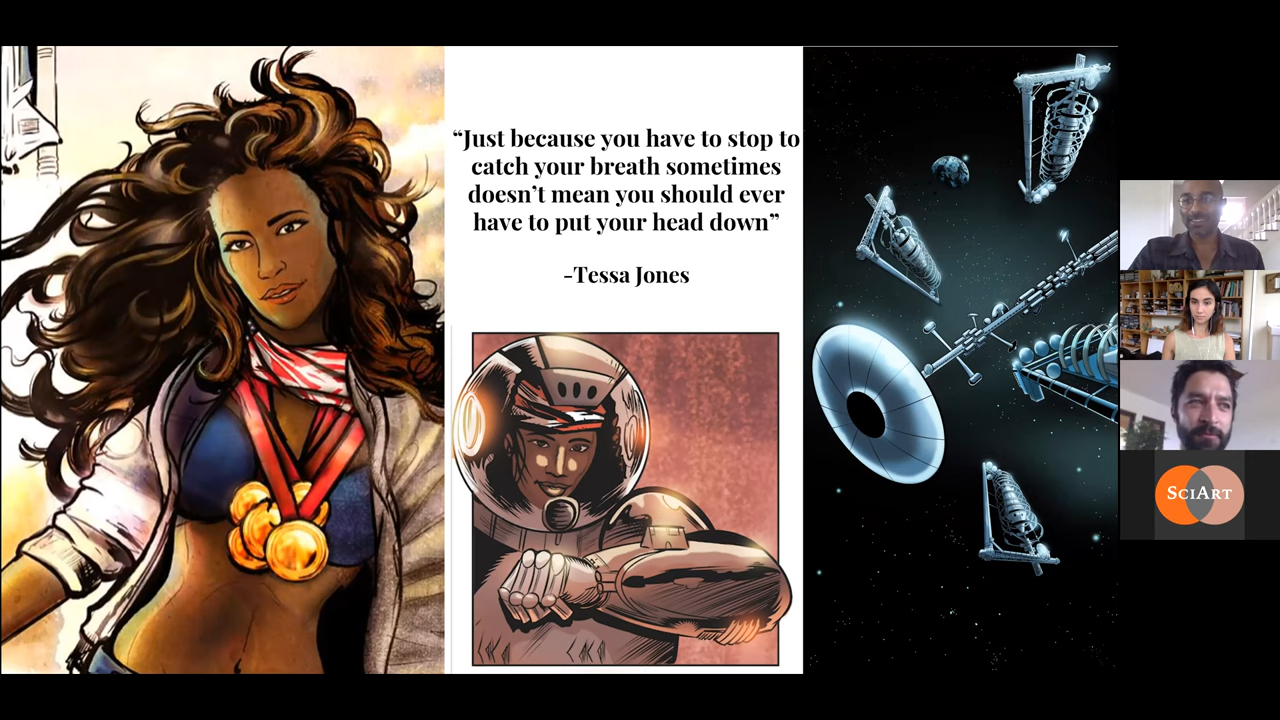 “Just because you have to stop to
catch your breath sometimes
doesn’t mean you should ever
have to put your head down”
-Tessa Jones
SCIART